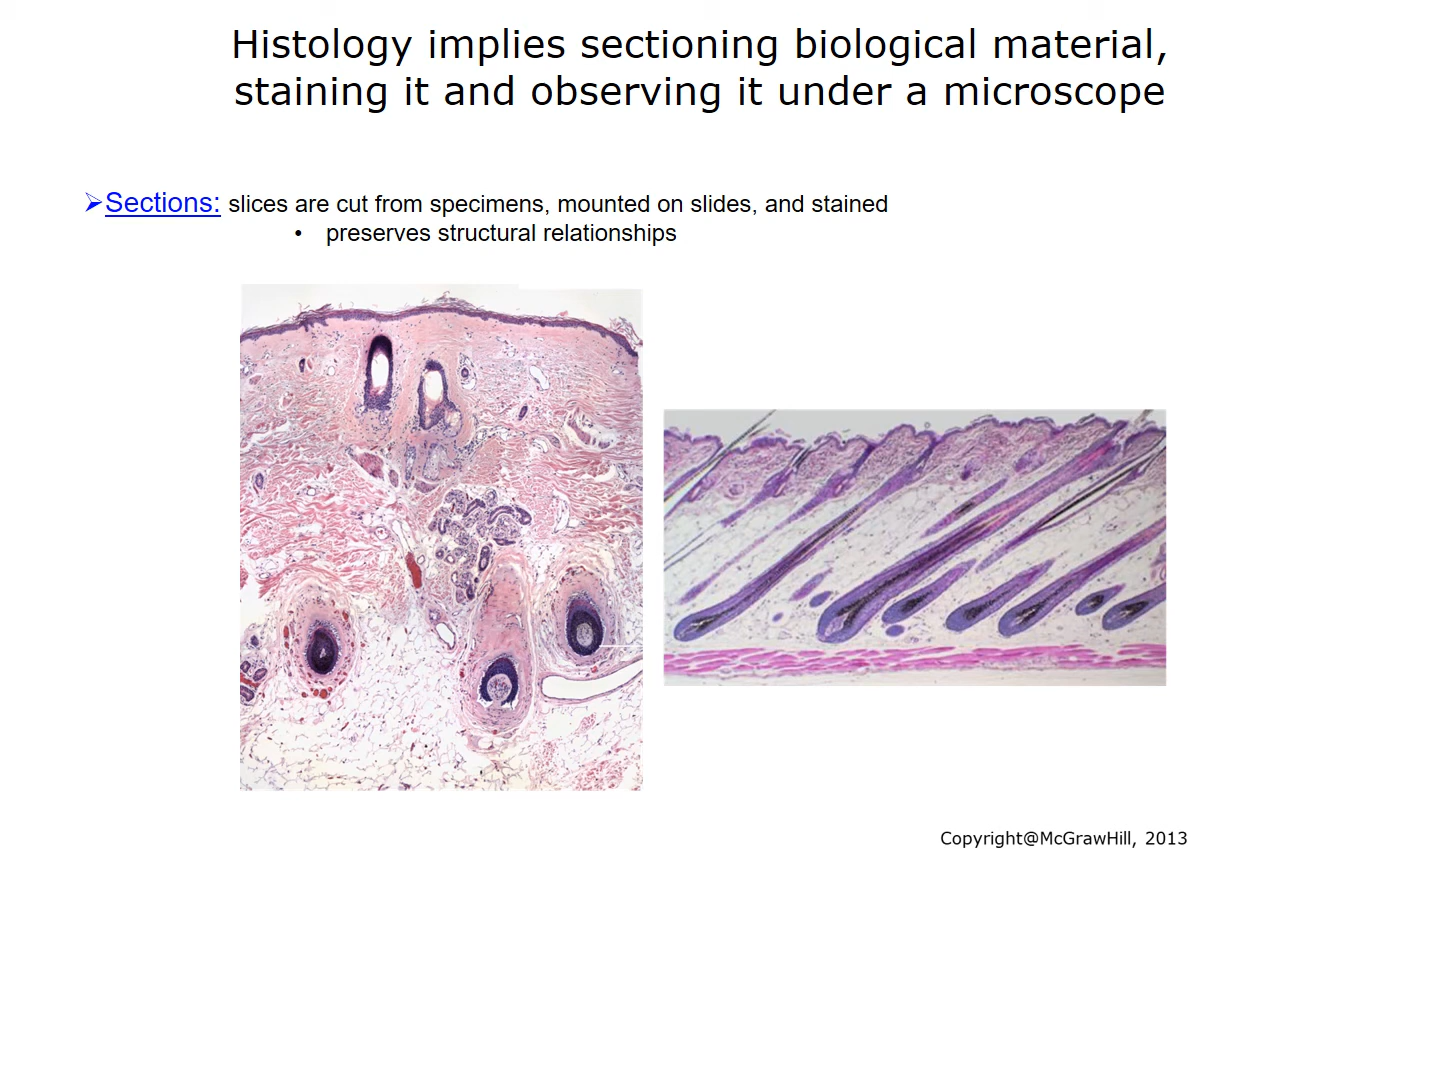 Histology implies sectioning biological material,
staining it and observing it under a microscope
➢Sections: slices are cut from specimens, mounted on slides, and stained
• preserves structural relationships
Copyright@McGrawHill, 2013